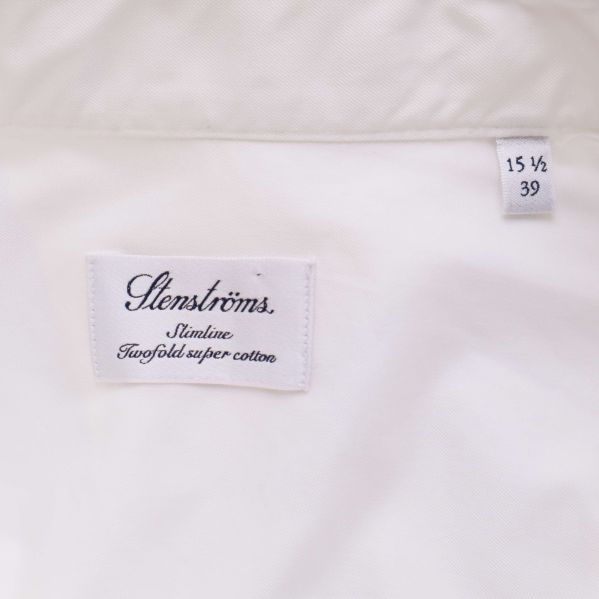 15 ½
39
Stenströms
Slimline
Twofold super cotton